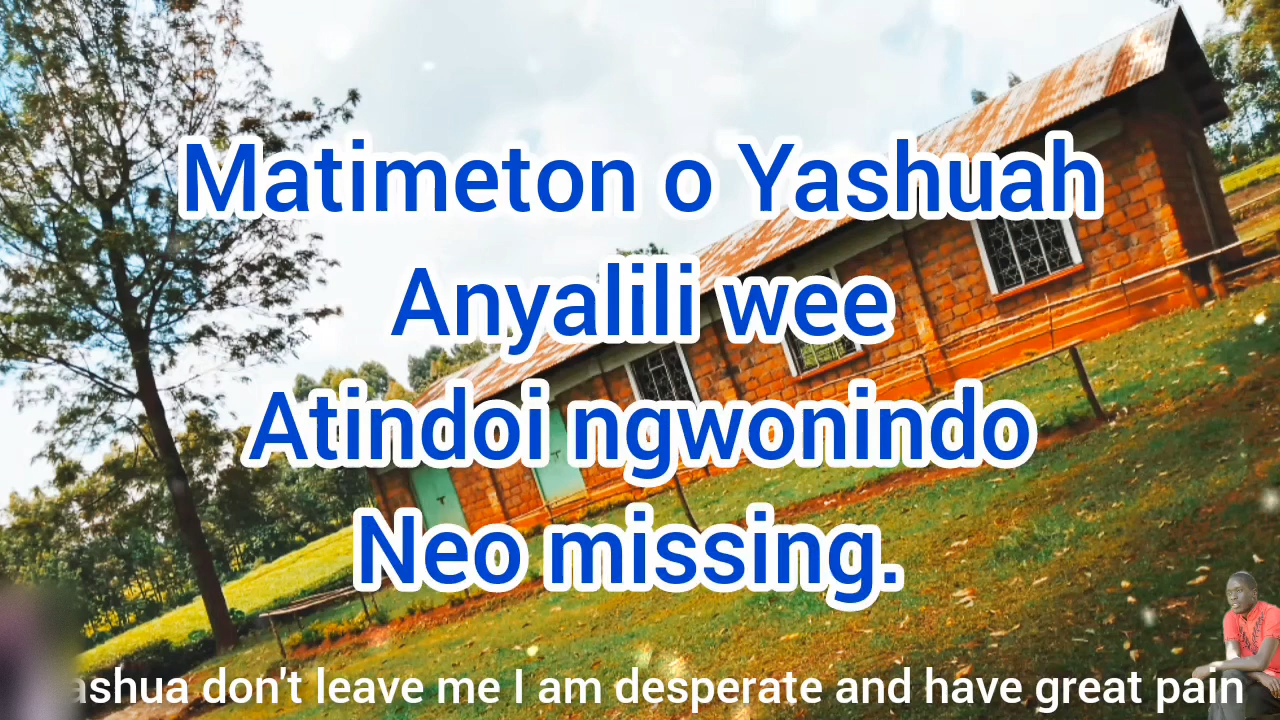 Matimeton o Yashuah
Anyalili wee
Atindoi ngwonindo
Neo missing.
ashua don't leave me I am desperate and have great pain